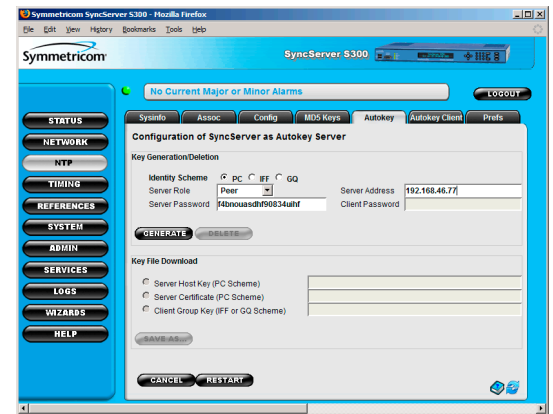 Symmetricom SyncServer S300 - Mozilla Firefox
File Edit View History Bookmarks Tools Help
Symmetricom
SyncServer S300
No Current Major or Minor Alarms
LOGOUT
STATUS
NETWORK
NTP
TIMING
REFERENCES
SYSTEM
ADMIN
SERVICES
LOGS
WIZARDS
HELP
Sysinfo Assoc Config MD5 Keys Autokey Autokey Client Prefs
Configuration of SyncServer as Autokey Server
Key Generation/Deletion
Identity Scheme PC IFF GQ
Server Role Peer Server Address 192.168.46.77
Server Password f4bnouasdhf90834uihf Client Password
GENERATE DELETE
Key File Download
Server Host Key (PC Scheme)
Server Certificate (PC Scheme)
Client Group Key (IFF or GQ Scheme)
SAVE AS...
CANCEL RESTART